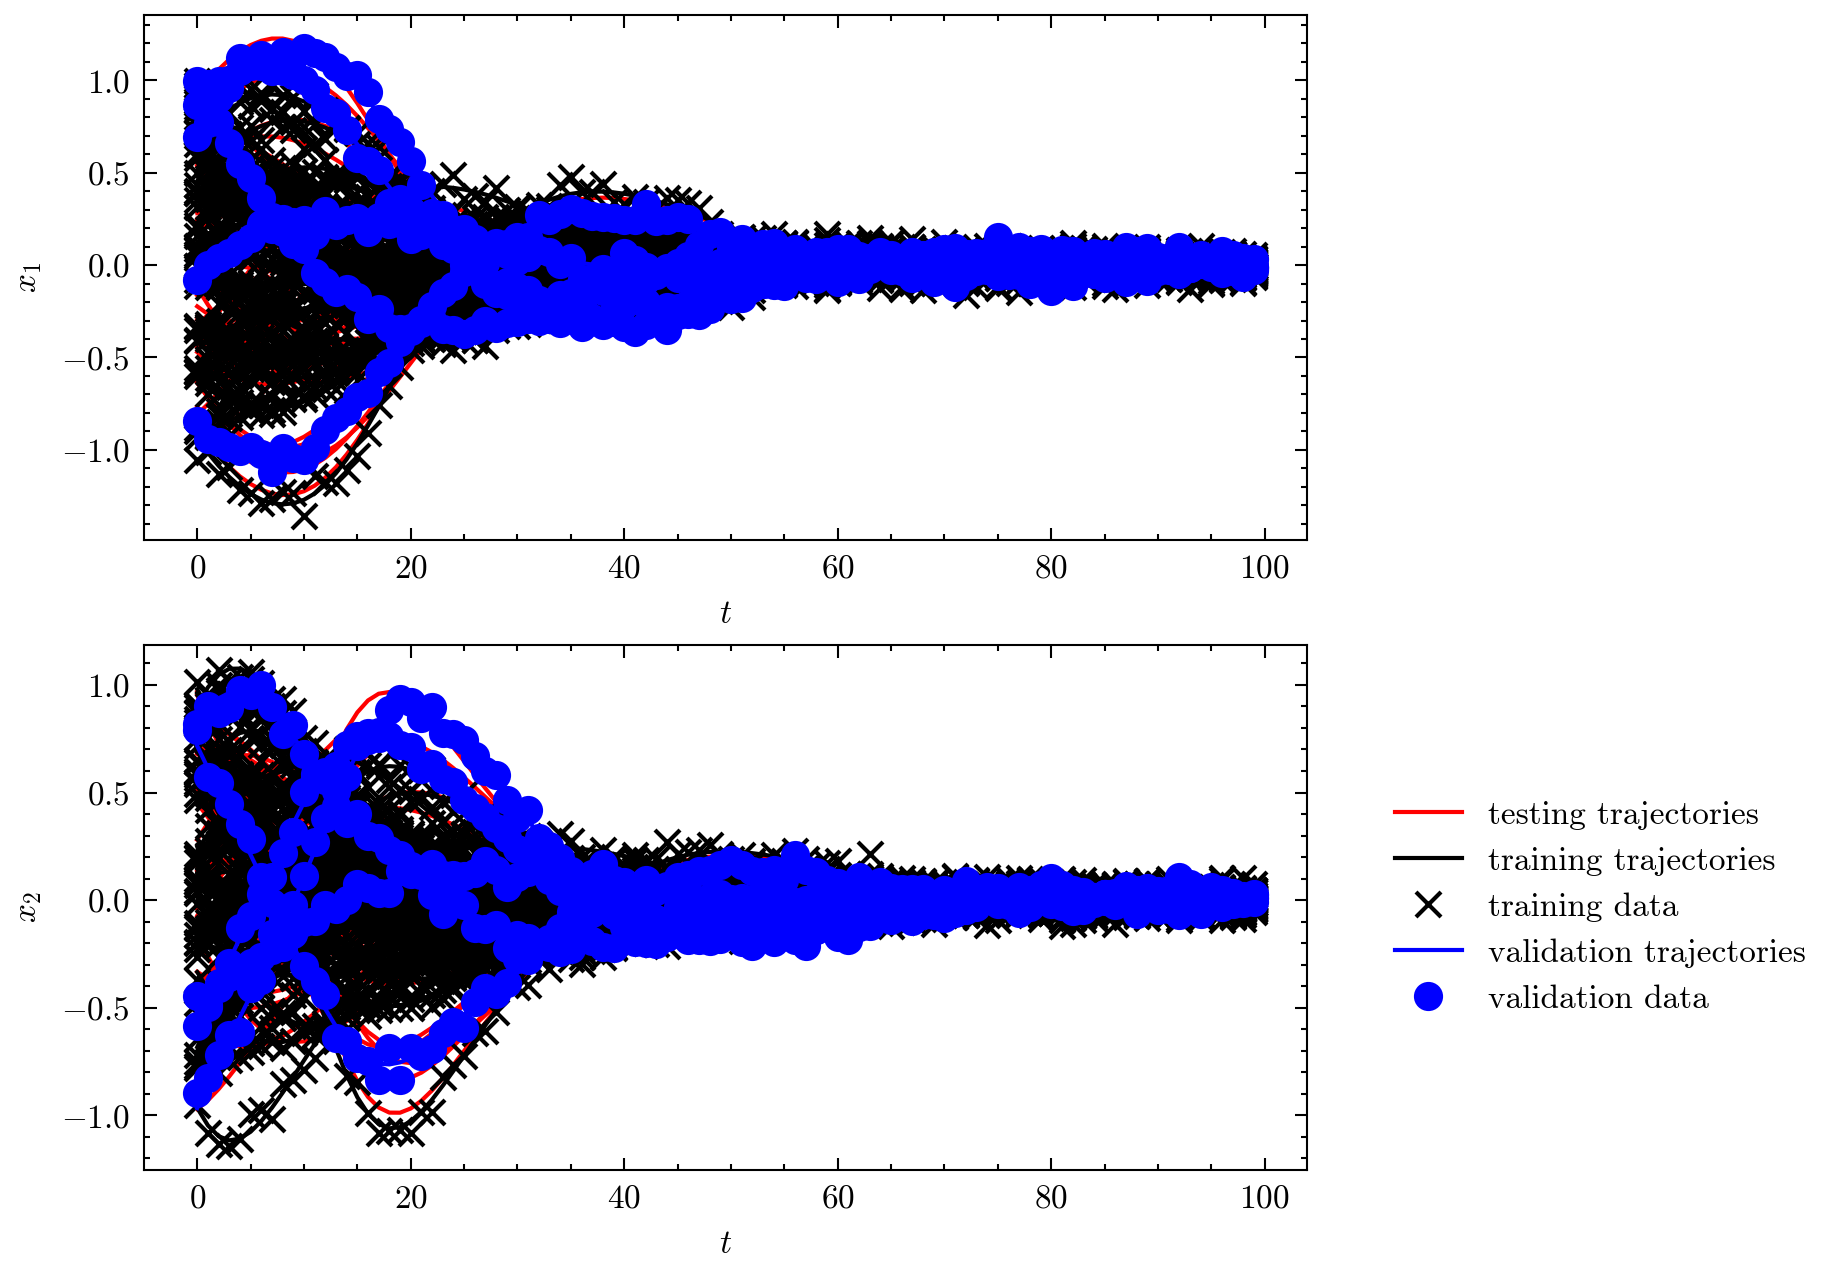 1.0
0.5
0.0
−0.5
−1.0
x₁
0 20 40 60 80 100
t
1.0
0.5
0.0
−0.5
−1.0
x₂
0 20 40 60 80 100
t
testing trajectories
training trajectories
training data
validation trajectories
validation data